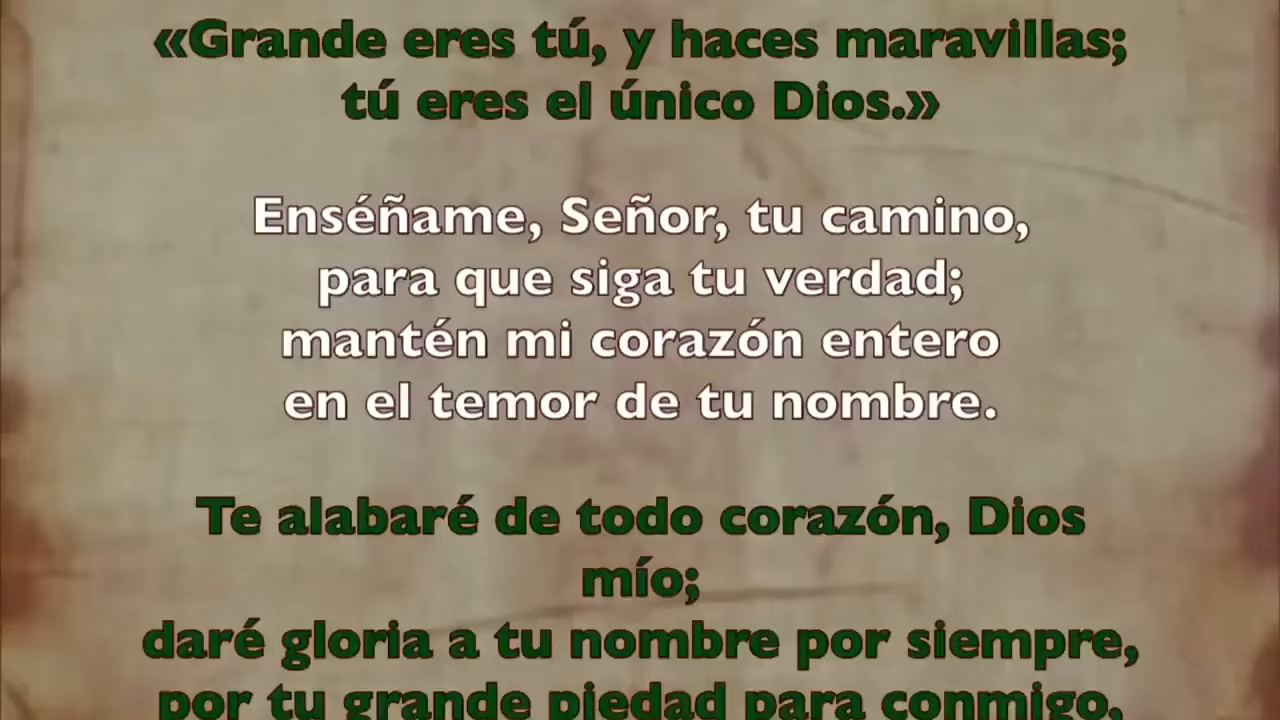 «Grande eres tú, y haces maravillas;
tú eres el único Dios.»
Enséñame, Señor, tu camino,
para que siga tu verdad;
mantén mi corazón entero
en el temor de tu nombre.
Te alabaré de todo corazón, Dios
mío;
daré gloria a tu nombre por siempre,
por tu grande piedad para conmigo,